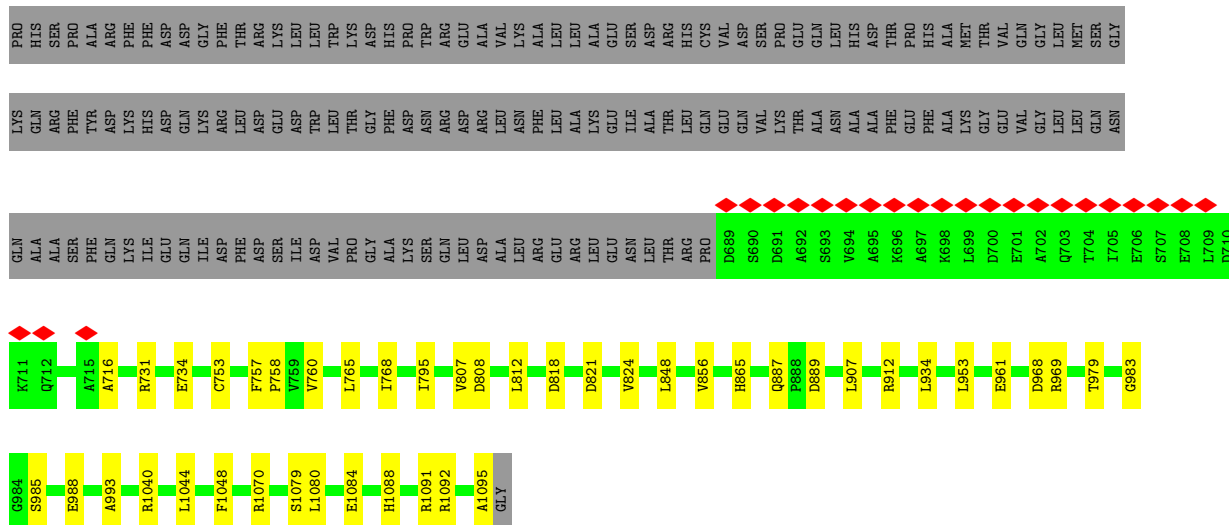 PRO HIS SER PRO ALA ARG PHE PHE ASP ASP GLY PHE THR ARG LYS LEU LEU TRP LYS ASP HIS PRO TRP ARG GLU ALA VAL LYS ALA LEU LEU ALA GLU SER ASP ARG HIS CYS VAL ASP SER PRO GLU GLN LEU HIS ASP THR PRO HIS ALA MET THR VAL GLN GLY LEU MET SER GLY
LYS GLN ARG PHE TYR ASP LYS HIS ASP GLN LYS ARG LEU ASP GLU ASP TRP LEU THR GLY PHE ASP ASN ARG ASP ARG LEU ASN PHE LEU ALA LYS GLU ILE ALA THR LEU GLN GLU GLN VAL LYS THR ALA ASN ALA ALA PHE GLU PHE ALA LYS GLY GLU VAL GLY LEU LEU GLN ASN
GLN ALA ALA SER PHE GLN LYS ILE GLU GLN ILE ASP PHE ASP SER ILE ASP VAL PRO GLY ALA LYS SER GLN LEU ASP ALA LEU ARG GLU ARG LEU GLU ASN LEU THR ARG PRO D689 S690 D691 A692 S693 V694 A695 K696 A697 K698 L699 D700 E701 A702 Q703 T704 I705 E706 S707 E708 L709 D710
K711 Q712 A715 A716 R731 E734 C753 F757 P758 V759 V760 L765 I768 I795 V807 D808 L812 D818 D821 V824 L848 V856 H865 Q887 P888 D889 L907 R912 L934 L953 E961 D968 R969 T979 G983
G984 S985 E988 A993 R1040 L1044 F1048 R1070 S1079 L1080 E1084 H1088 R1091 R1092 A1095 GLY